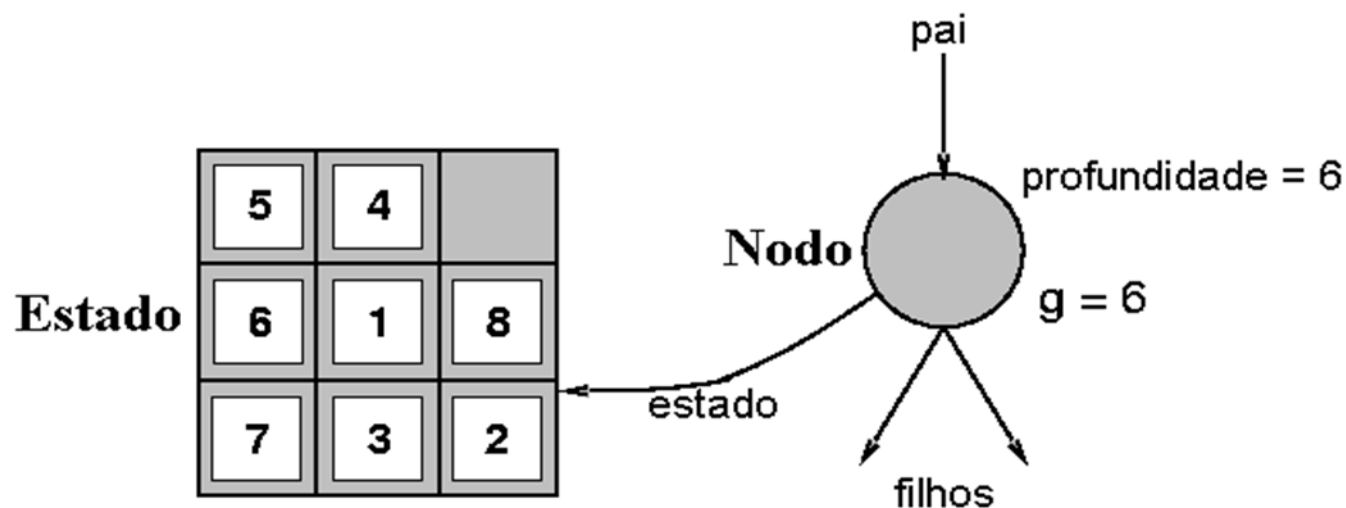 pai
profundidade = 6
5 4
Nodo
Estado
6 1 8
g = 6
estado
7 3 2
filhos